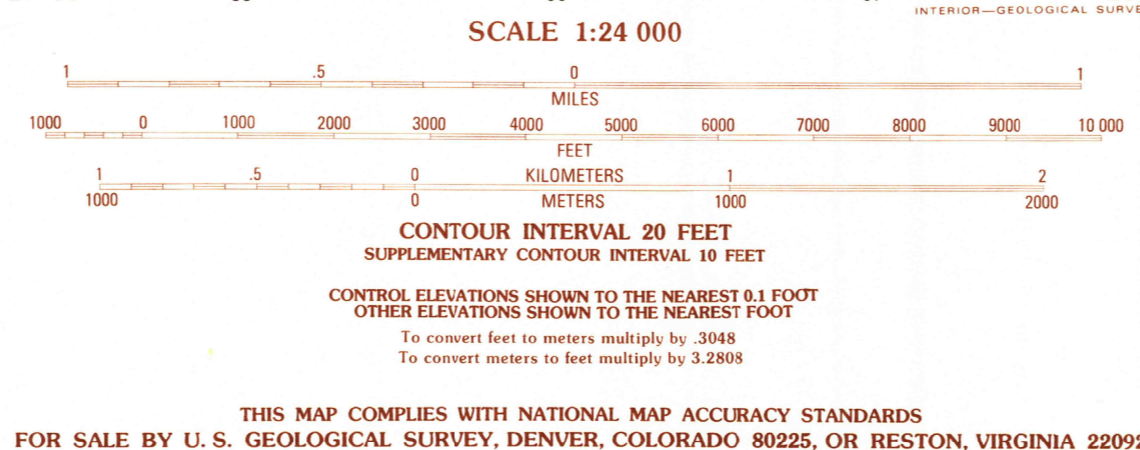 INTERIOR—GEOLOGICAL SURVE
SCALE 1:24 000
1 .5 0 1
MILES
1000 0 1000 2000 3000 4000 5000 6000 7000 8000 9000 10 000
FEET
1 .5 0 KILOMETERS 1 2
1000 0 METERS 1000 2000
CONTOUR INTERVAL 20 FEET
SUPPLEMENTARY CONTOUR INTERVAL 10 FEET
CONTROL ELEVATIONS SHOWN TO THE NEAREST 0.1 FOOT
OTHER ELEVATIONS SHOWN TO THE NEAREST FOOT
To convert feet to meters multiply by .3048
To convert meters to feet multiply by 3.2808
THIS MAP COMPLIES WITH NATIONAL MAP ACCURACY STANDARDS
FOR SALE BY U. S. GEOLOGICAL SURVEY, DENVER, COLORADO 80225, OR RESTON, VIRGINIA 22092